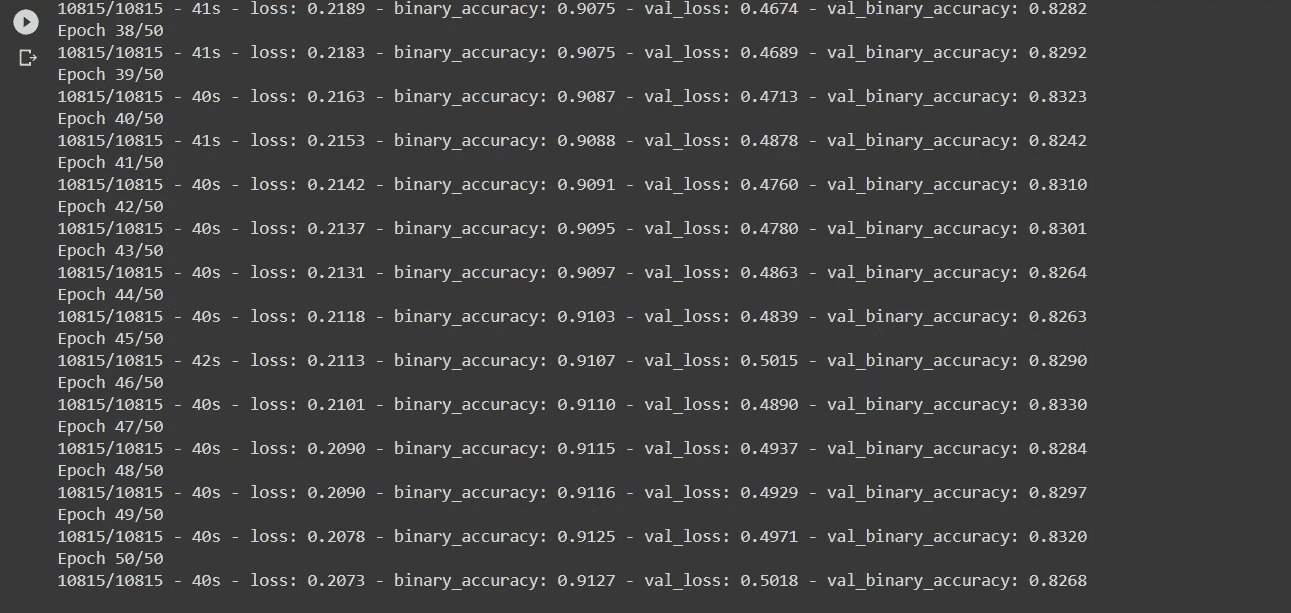 10815/10815 - 41s - loss: 0.2189 - binary_accuracy: 0.9075 - val_loss: 0.4674 - val_binary_accuracy: 0.8282
Epoch 38/50
10815/10815 - 41s - loss: 0.2183 - binary_accuracy: 0.9075 - val_loss: 0.4689 - val_binary_accuracy: 0.8292
Epoch 39/50
10815/10815 - 40s - loss: 0.2163 - binary_accuracy: 0.9087 - val_loss: 0.4713 - val_binary_accuracy: 0.8323
Epoch 40/50
10815/10815 - 41s - loss: 0.2153 - binary_accuracy: 0.9088 - val_loss: 0.4878 - val_binary_accuracy: 0.8242
Epoch 41/50
10815/10815 - 40s - loss: 0.2142 - binary_accuracy: 0.9091 - val_loss: 0.4760 - val_binary_accuracy: 0.8310
Epoch 42/50
10815/10815 - 40s - loss: 0.2137 - binary_accuracy: 0.9095 - val_loss: 0.4780 - val_binary_accuracy: 0.8301
Epoch 43/50
10815/10815 - 40s - loss: 0.2131 - binary_accuracy: 0.9097 - val_loss: 0.4863 - val_binary_accuracy: 0.8264
Epoch 44/50
10815/10815 - 40s - loss: 0.2118 - binary_accuracy: 0.9103 - val_loss: 0.4839 - val_binary_accuracy: 0.8263
Epoch 45/50
10815/10815 - 42s - loss: 0.2113 - binary_accuracy: 0.9107 - val_loss: 0.5015 - val_binary_accuracy: 0.8290
Epoch 46/50
10815/10815 - 40s - loss: 0.2101 - binary_accuracy: 0.9110 - val_loss: 0.4890 - val_binary_accuracy: 0.8330
Epoch 47/50
10815/10815 - 40s - loss: 0.2090 - binary_accuracy: 0.9115 - val_loss: 0.4937 - val_binary_accuracy: 0.8284
Epoch 48/50
10815/10815 - 40s - loss: 0.2090 - binary_accuracy: 0.9116 - val_loss: 0.4929 - val_binary_accuracy: 0.8297
Epoch 49/50
10815/10815 - 40s - loss: 0.2078 - binary_accuracy: 0.9125 - val_loss: 0.4971 - val_binary_accuracy: 0.8320
Epoch 50/50
10815/10815 - 40s - loss: 0.2073 - binary_accuracy: 0.9127 - val_loss: 0.5018 - val_binary_accuracy: 0.8268